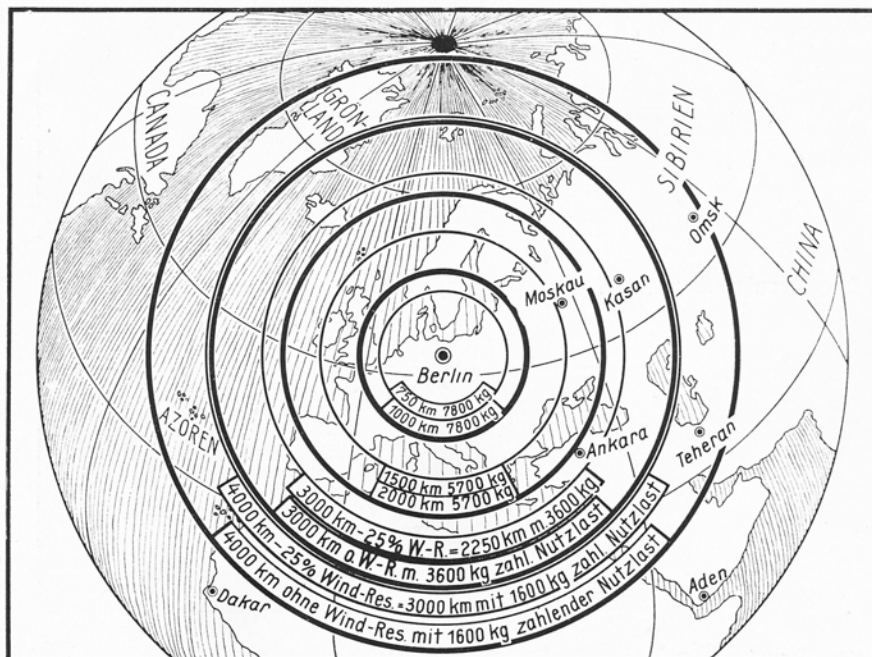 CANADA
GRÖN-
LAND
SIBIRIEN
Omsk
CHINA
Moskau
Kasan
Berlin
750 km 7800 kg
1000 km 7800 kg
AZOREN
Ankara
Teheran
1500 km 5700 kg
2000 km 5700 kg
3000 km–25% W.-R. = 2250 km m. 3600 kg
3000 km o. W.-R. m. 3600 kg zahl. Nutzlast
4000 km–25% Wind-Res. = 3000 km mit 1600 kg zahl. Nutzlast
4000 km ohne Wind-Res. mit 1600 kg zahlender Nutzlast
Dakar
Aden